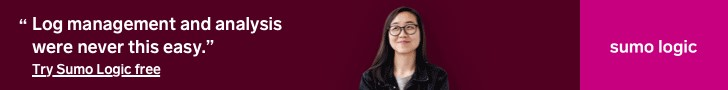 “ Log management and analysis
were never this easy.”
Try Sumo Logic free
sumo logic